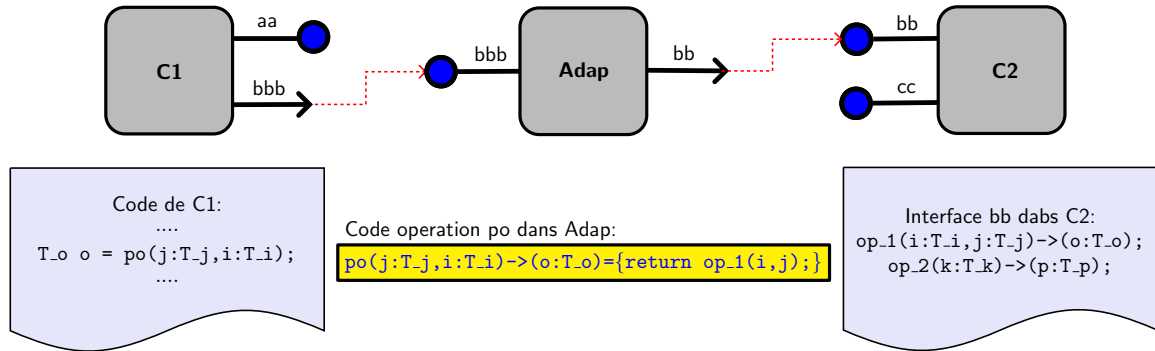 aa
bb
C1
bbb
Adap
bb
C2
bbb
cc
Code de C1:
....
T_o o = po(j:T_j,i:T_i);
....
Code operation po dans Adap:
po(j:T_j,i:T_i)->(o:T_o)={return op_1(i,j);}
Interface bb dabs C2:
op_1(i:T_i,j:T_j)->(o:T_o);
op_2(k:T_k)->(p:T_p);